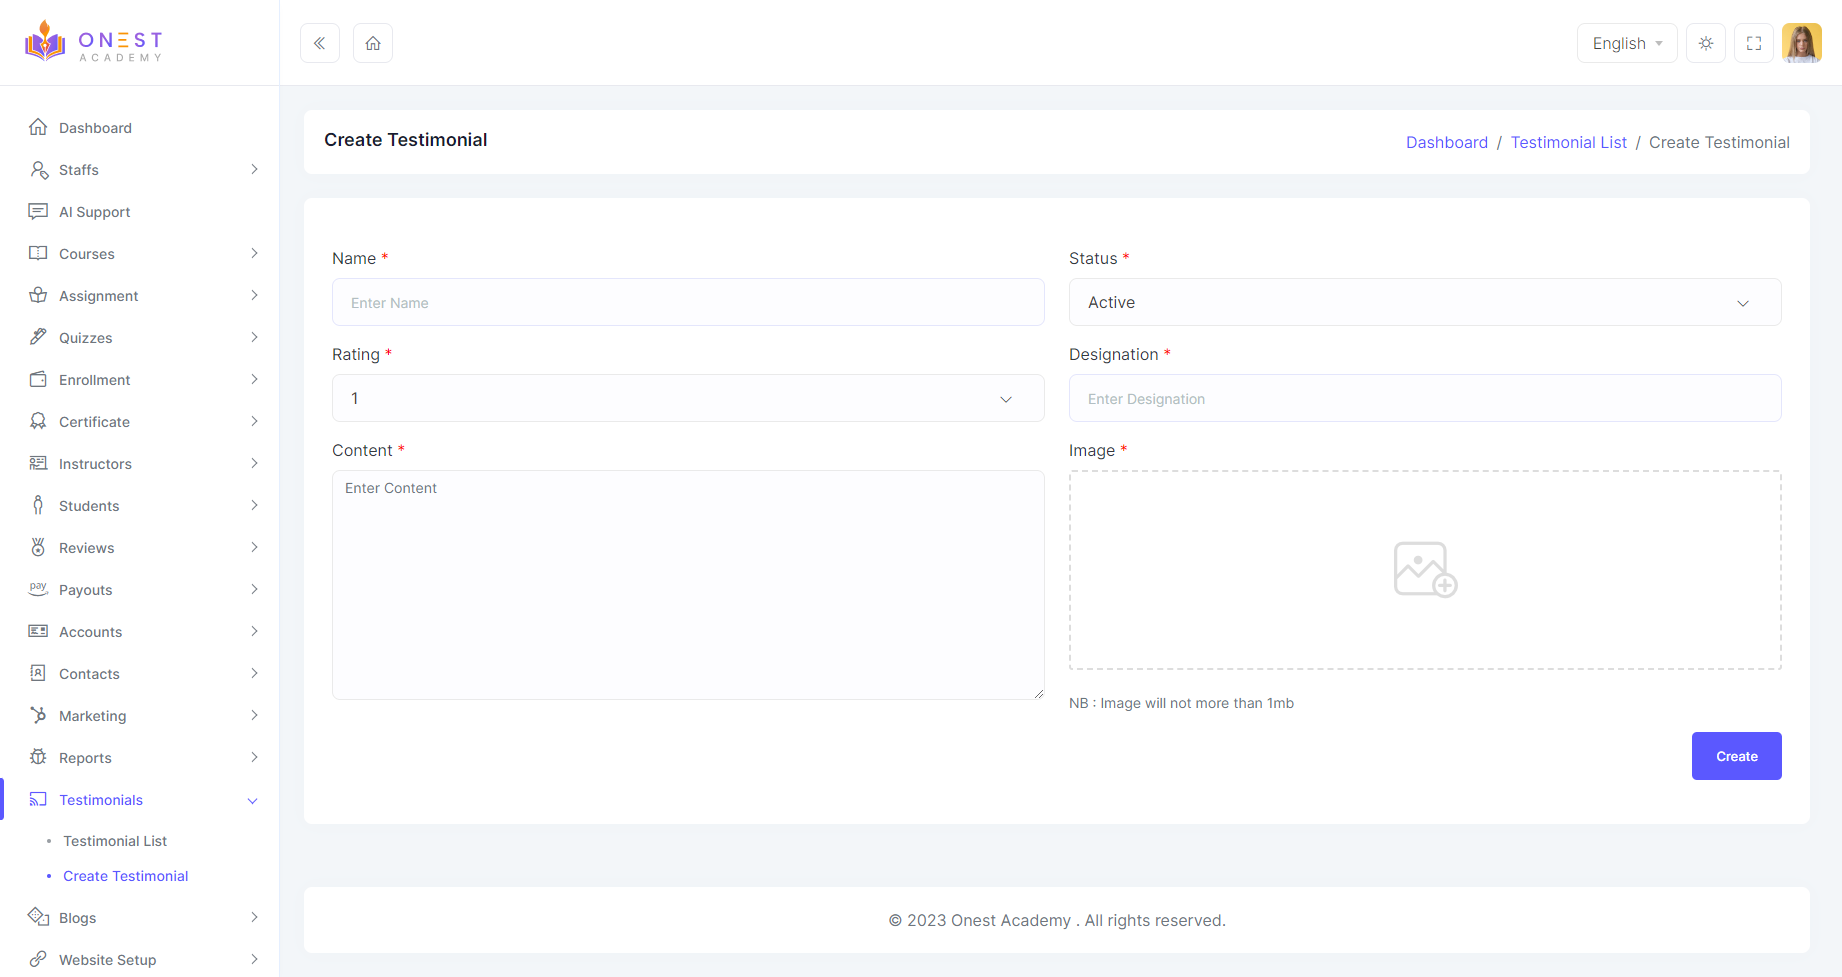 ONEST
ACADEMY
English
Dashboard
Staffs
AI Support
Courses
Assignment
Quizzes
Enrollment
Certificate
Instructors
Students
Reviews
pay
Payouts
Accounts
Contacts
Marketing
Reports
Testimonials
• Testimonial List
• Create Testimonial
Blogs
Website Setup
Create Testimonial
Dashboard / Testimonial List / Create Testimonial
Name *
Enter Name
Status *
Active
Rating *
1
Designation *
Enter Designation
Content *
Enter Content
Image *
NB : Image will not more than 1mb
Create
© 2023 Onest Academy . All rights reserved.